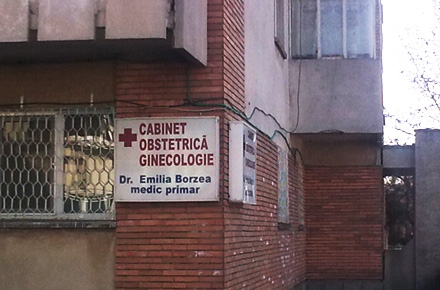 CABINET
OBSTETRICĂ
GINECOLOGIE
Dr. Emilia Borzea
medic primar